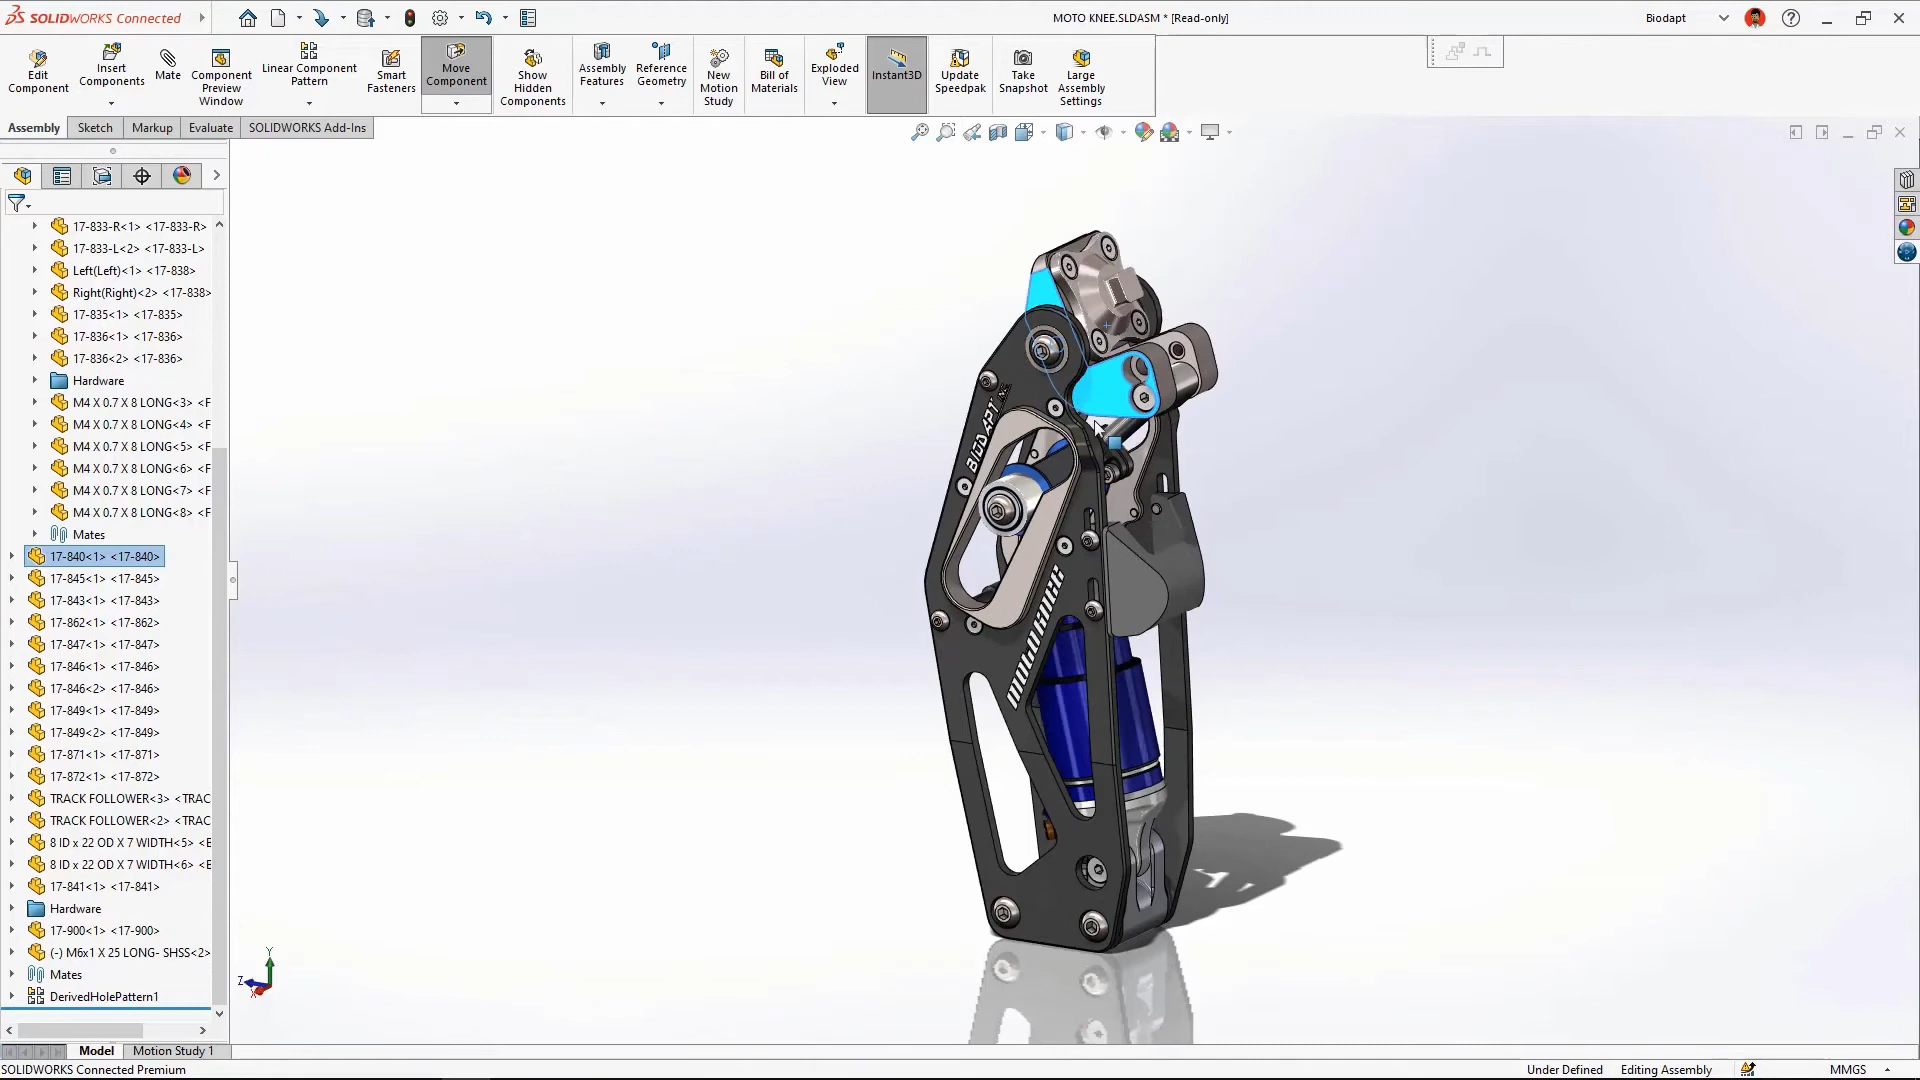 SOLIDWORKS Connected
MOTO KNEE.SLDASM * [Read-only]
Biodapt
Edit Component
Insert Components
Mate
Component Preview Window
Linear Component Pattern
Smart Fasteners
Move Component
Show Hidden Components
Assembly Features
Reference Geometry
New Motion Study
Bill of Materials
Exploded View
Instant3D
Update Speedpak
Take Snapshot
Large Assembly Settings
Assembly
Sketch
Markup
Evaluate
SOLIDWORKS Add-Ins
17-833-R<1> <17-833-R>
17-833-L<2> <17-833-L>
Left(Left)<1> <17-838>
Right(Right)<2> <17-838>
17-835<1> <17-835>
17-836<1> <17-836>
17-836<2> <17-836>
Hardware
M4 X 0.7 X 8 LONG<3> <F
M4 X 0.7 X 8 LONG<4> <F
M4 X 0.7 X 8 LONG<5> <F
M4 X 0.7 X 8 LONG<6> <F
M4 X 0.7 X 8 LONG<7> <F
M4 X 0.7 X 8 LONG<8> <F
Mates
17-840<1> <17-840>
17-845<1> <17-845>
17-843<1> <17-843>
17-862<1> <17-862>
17-847<1> <17-847>
17-846<1> <17-846>
17-846<2> <17-846>
17-849<1> <17-849>
17-849<2> <17-849>
17-871<1> <17-871>
17-872<1> <17-872>
TRACK FOLLOWER<3> <TRAC
TRACK FOLLOWER<2> <TRAC
8 ID x 22 OD X 7 WIDTH<5> <E
8 ID x 22 OD X 7 WIDTH<6> <E
17-841<1> <17-841>
Hardware
17-900<1> <17-900>
(-) M6x1 X 25 LONG- SHSS<2>
Mates
DerivedHolePattern1
BIODAPT
MOTOKNEE
Y
Z
X
Model
Motion Study 1
SOLIDWORKS Connected Premium
Under Defined
Editing Assembly
MMGS